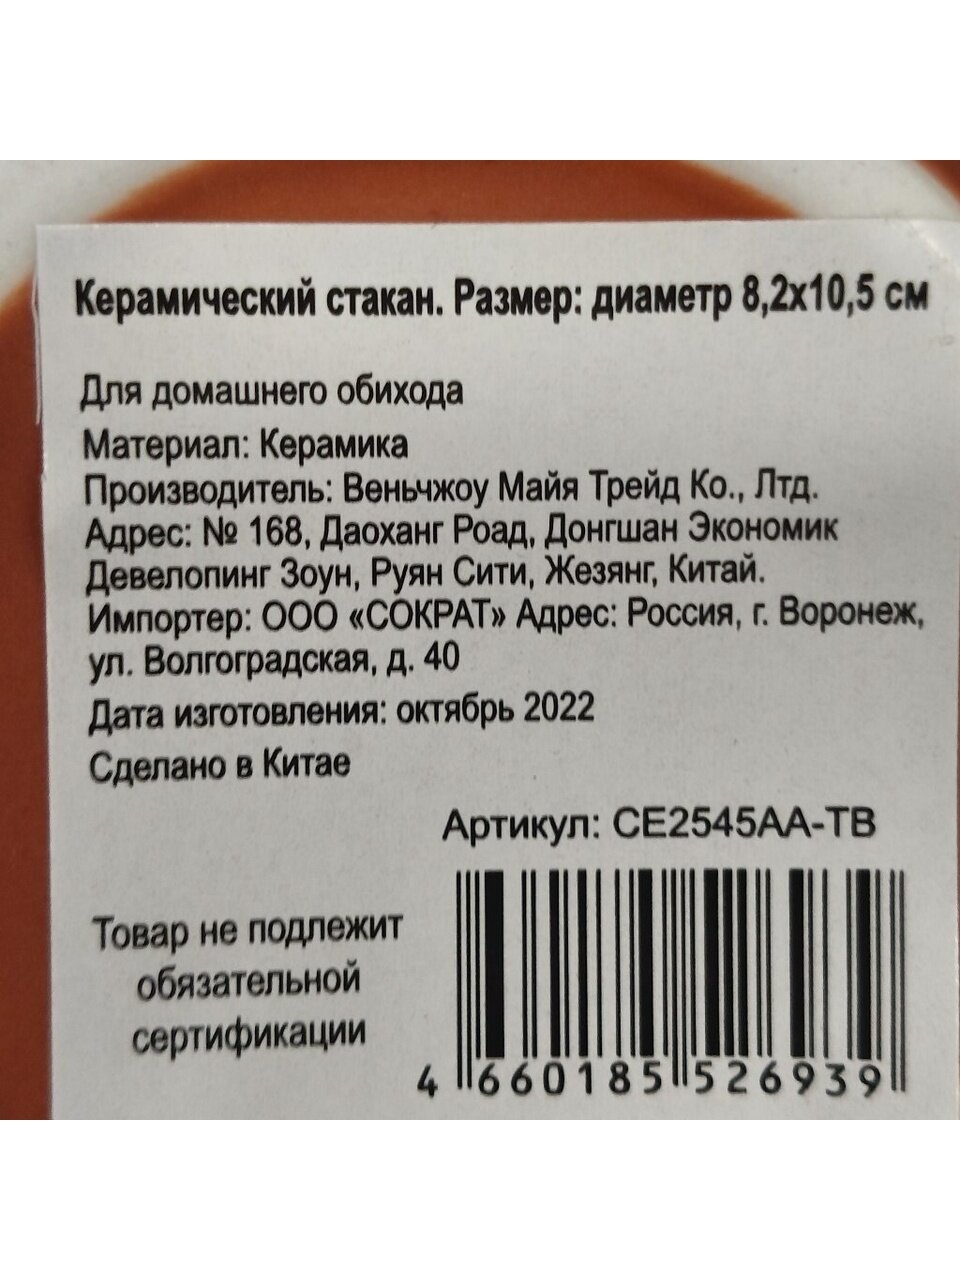 Керамический стакан. Размер: диаметр 8,2х10,5 см
Для домашнего обихода
Материал: Керамика
Производитель: Веньчжоу Майя Трейд Ко., Лтд.
Адрес: № 168, Даоханг Роад, Донгшан Экономик
Девелопинг Зоун, Руян Сити, Жезянг, Китай.
Импортер: ООО «СОКРАТ» Адрес: Россия, г. Воронеж,
ул. Волгоградская, д. 40
Дата изготовления: октябрь 2022
Сделано в Китае
Артикул: CE2545AA-TB
Товар не подлежит
обязательной
сертификации
4 660185 526939